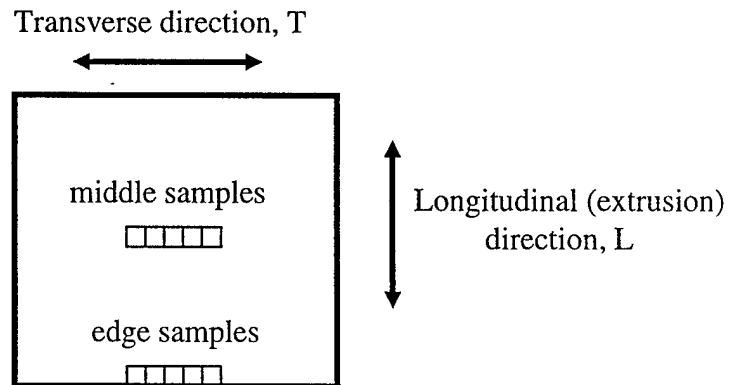 Transverse direction, T
middle samples
Longitudinal (extrusion)
direction, L
edge samples